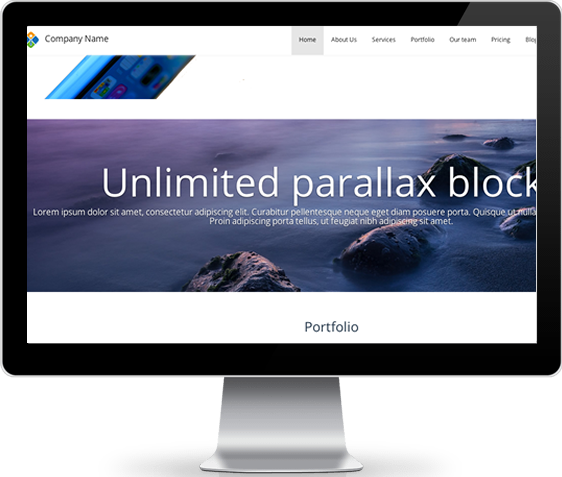 Company Name
Home About Us Services Portfolio Our team Pricing Blog
Unlimited parallax block
Lorem ipsum dolor sit amet, consectetur adipiscing elit. Curabitur pellentesque neque eget diam posuere porta. Quisque ut nulla
Proin adipiscing porta tellus, ut feugiat nibh adipiscing sit amet.
Portfolio